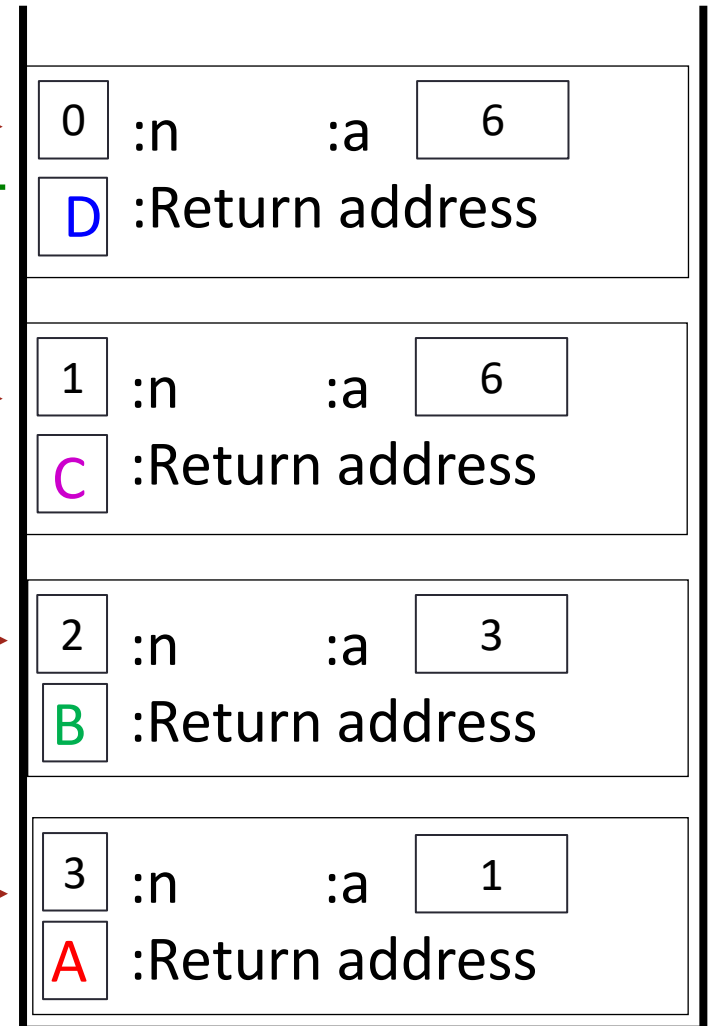 0 :n :a 6
D :Return address
1 :n :a 6
C :Return address
2 :n :a 3
B :Return address
3 :n :a 1
A :Return address